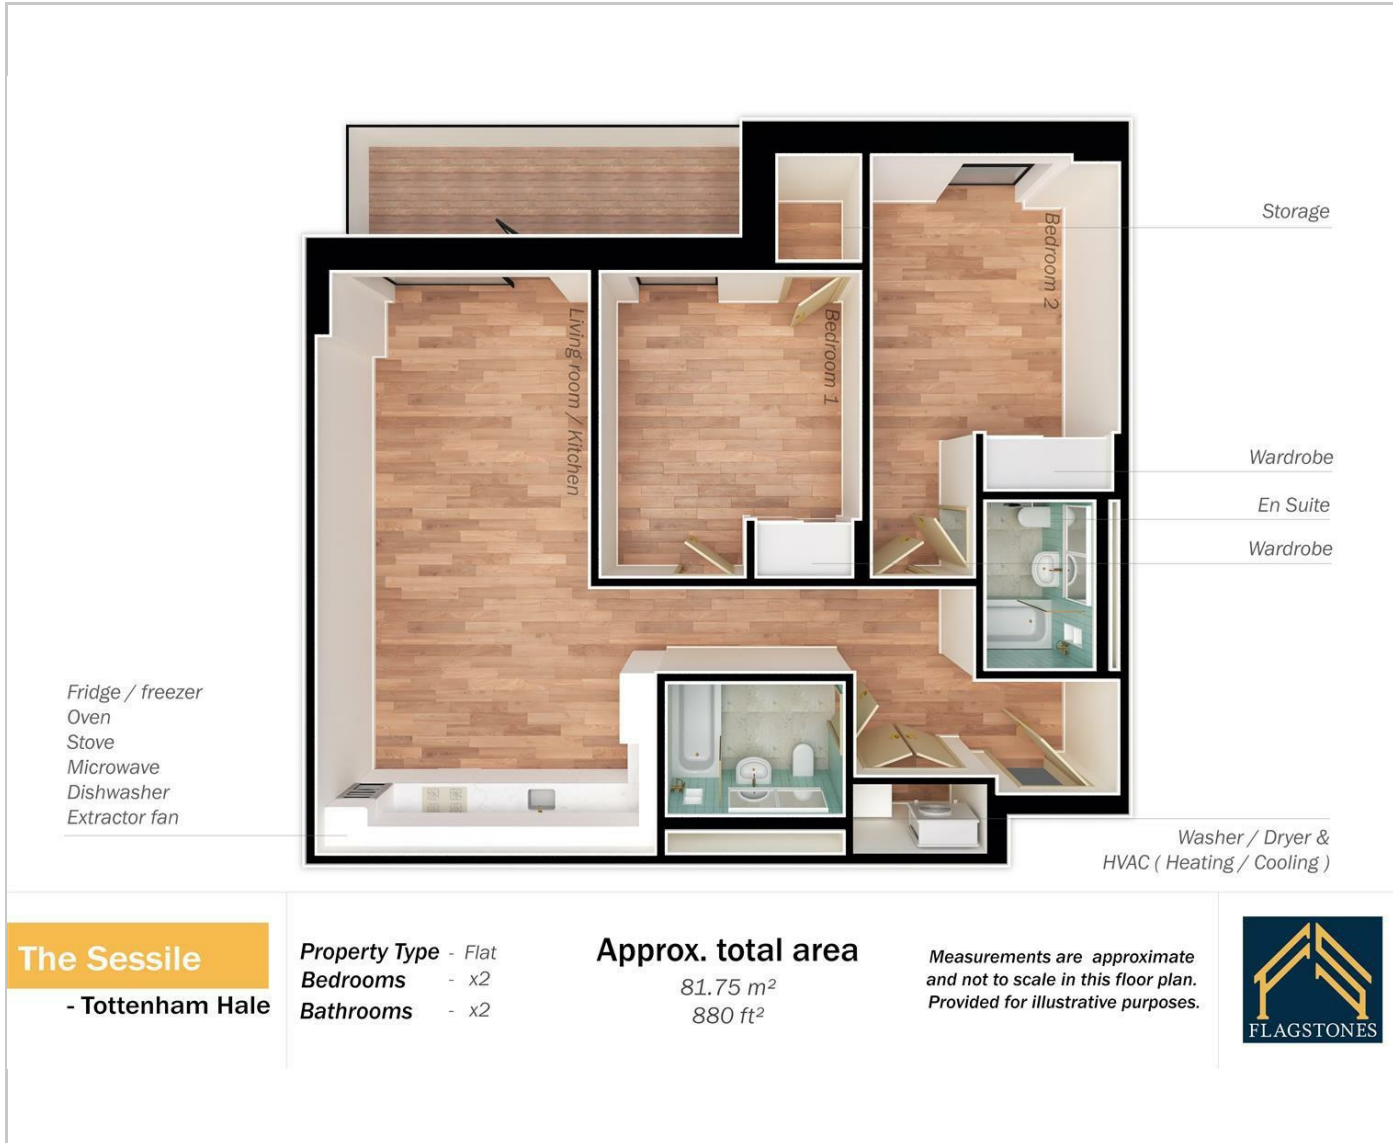 Storage
Bedroom 2
Living room / Kitchen
Bedroom 1
Wardrobe
En Suite
Wardrobe
Fridge / freezer
Oven
Stove
Microwave
Dishwasher
Extractor fan
Washer / Dryer &
HVAC ( Heating / Cooling )
The Sessile
- Tottenham Hale
Property Type - Flat
Bedrooms - x2
Bathrooms - x2
Approx. total area
81.75 m²
880 ft²
Measurements are approximate
and not to scale in this floor plan.
Provided for illustrative purposes.
FLAGSTONES